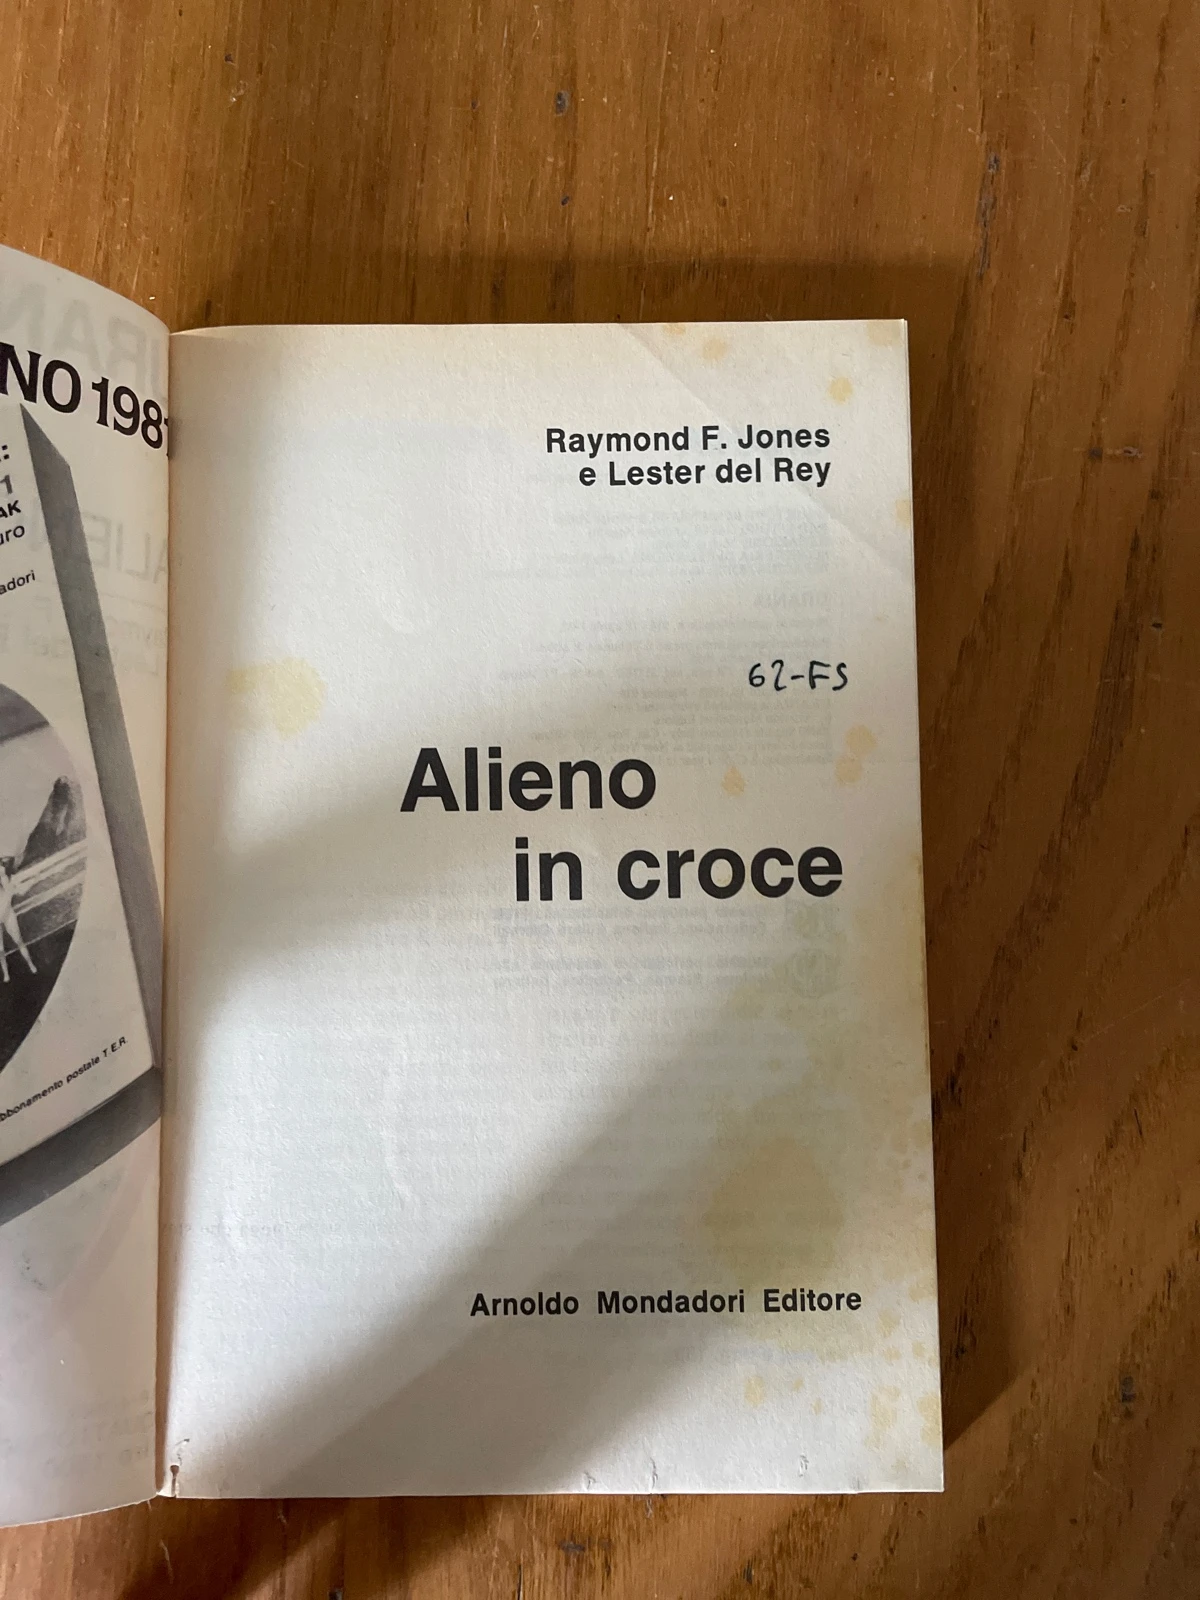 NO 1981
:
1
AK
uro
adori
bbonamento postale T.E.R.
Raymond F. Jones
e Lester del Rey
62-FS
Alieno
in croce
Arnoldo Mondadori Editore